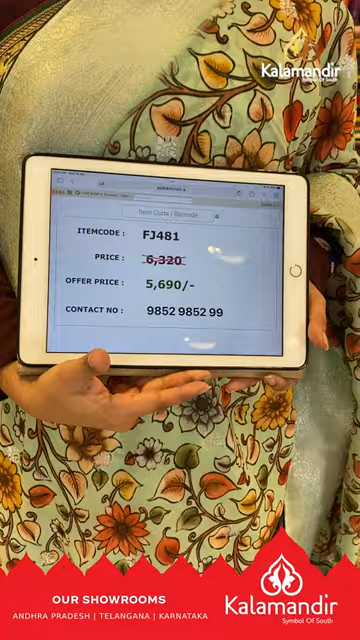 Kalamandir
Symbol Of South
Item Code / Barcode
ITEMCODE : FJ481
PRICE : 6,320
OFFER PRICE : 5,690/-
CONTACT NO : 9852 9852 99
OUR SHOWROOMS
ANDHRA PRADESH | TELANGANA | KARNATAKA
Kalamandir
Symbol Of South